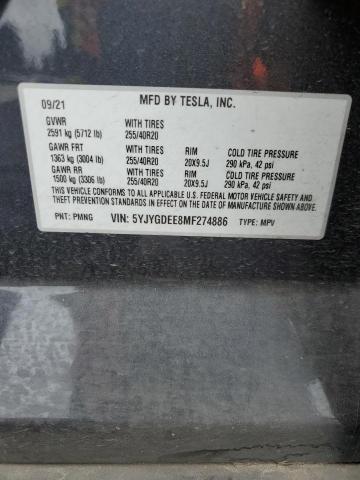 09/21 MFD BY TESLA, INC.
GVWR WITH TIRES
2591 kg (5712 lb) 255/40R20
GAWR FRT WITH TIRES RIM COLD TIRE PRESSURE
1363 kg (3004 lb) 255/40R20 20X9.5J 290 kPa, 42 psi
GAWR RR WITH TIRES RIM COLD TIRE PRESSURE
1500 kg (3306 lb) 255/40R20 20X9.5J 290 kPa, 42 psi
THIS VEHICLE CONFORMS TO ALL APPLICABLE U.S. FEDERAL MOTOR VEHICLE SAFETY AND
THEFT PREVENTION STANDARDS IN EFFECT ON THE DATE OF MANUFACTURE SHOWN ABOVE.
PNT: PMNG VIN: 5YJYGDEE8MF274886 TYPE: MPV